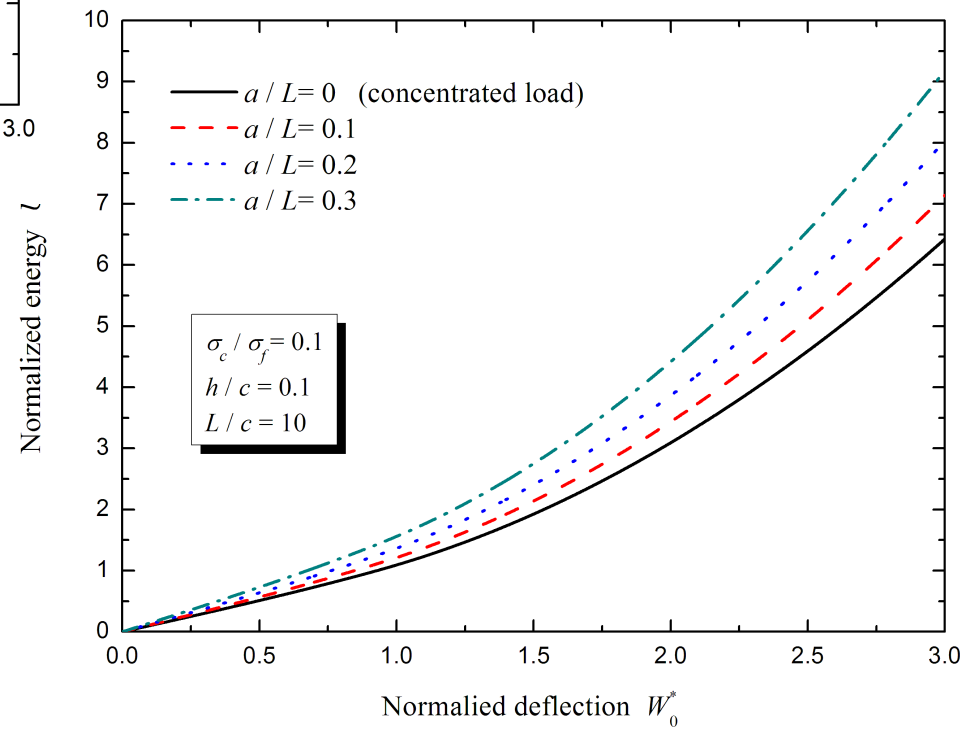 3.0
10
9
8
7
6
5
4
3
2
1
0
Normalized energy l
a / L= 0 (concentrated load)
a / L= 0.1
a / L= 0.2
a / L= 0.3
σc / σf= 0.1
h / c = 0.1
L / c = 10
0.0 0.5 1.0 1.5 2.0 2.5 3.0
Normalied deflection W0*